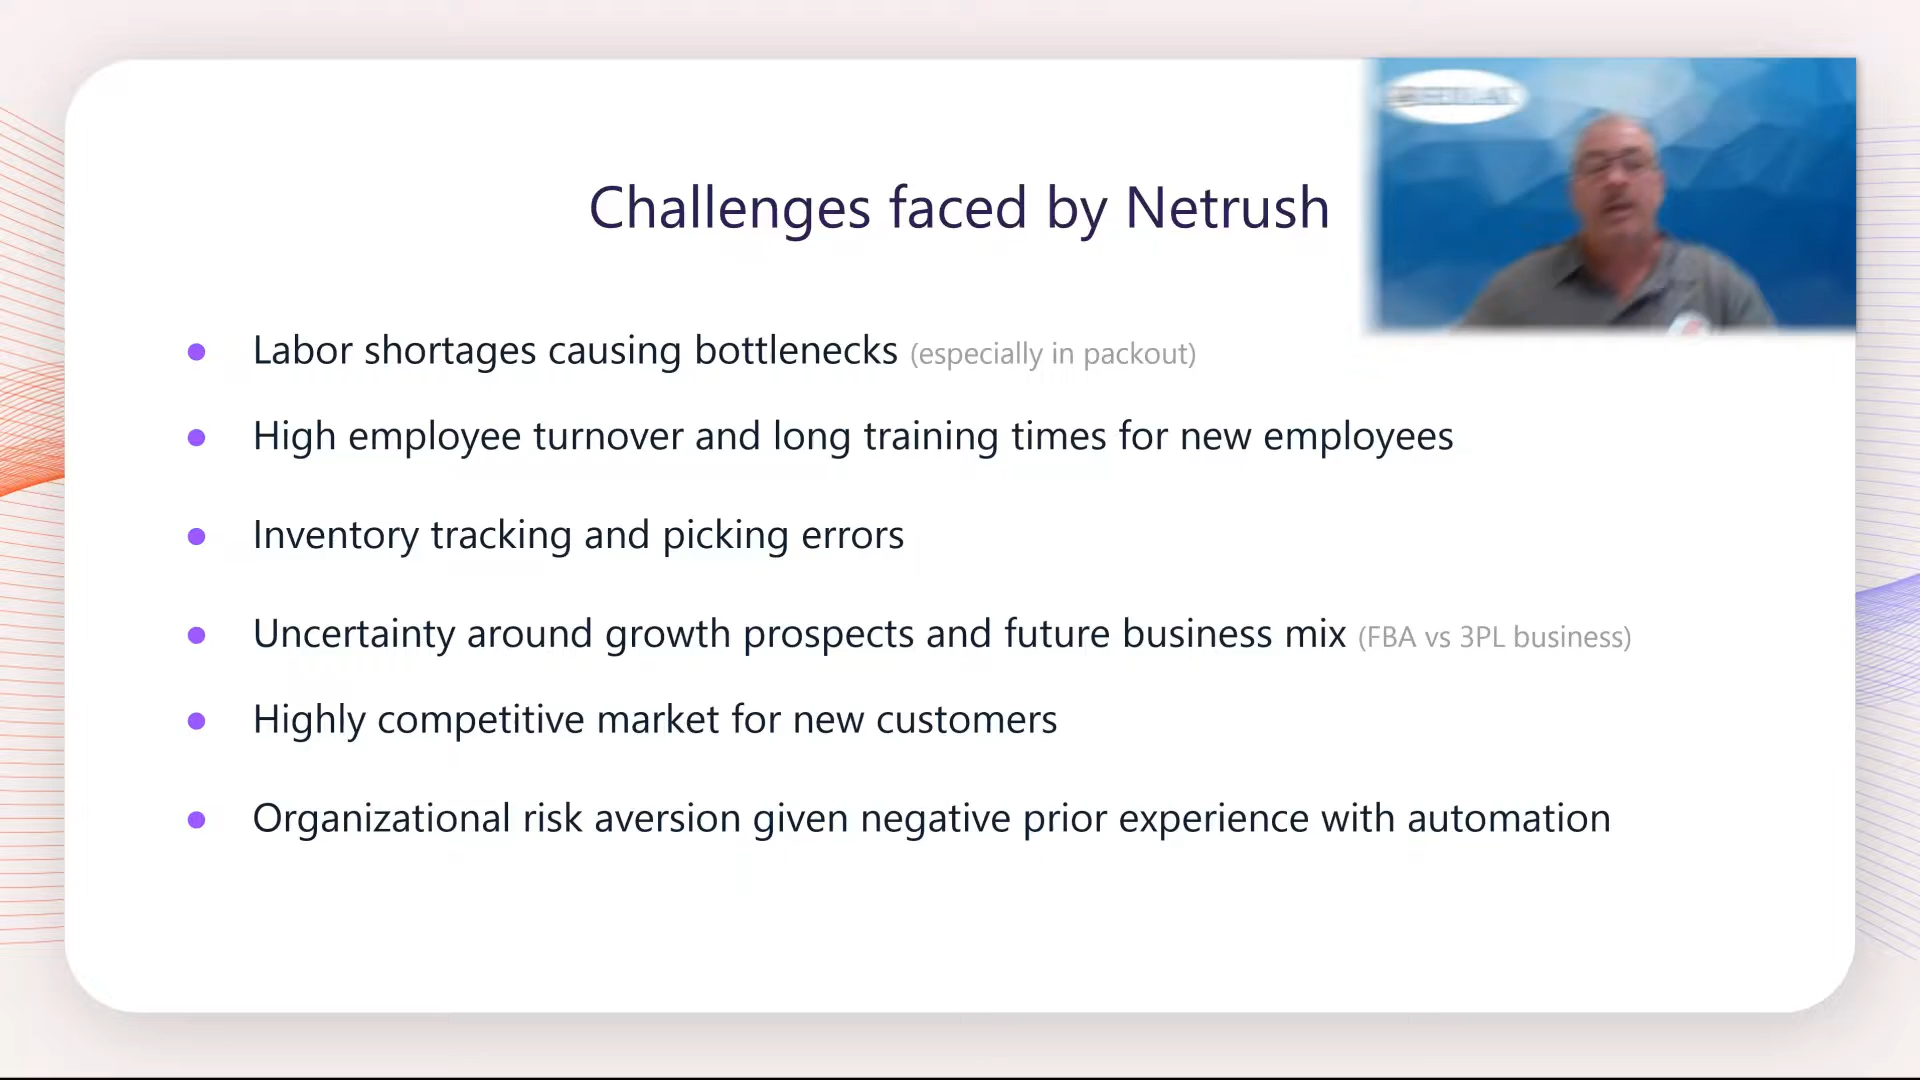 Challenges faced by Netrush
Labor shortages causing bottlenecks (especially in packout)
High employee turnover and long training times for new employees
Inventory tracking and picking errors
Uncertainty around growth prospects and future business mix (FBA vs 3PL business)
Highly competitive market for new customers
Organizational risk aversion given negative prior experience with automation